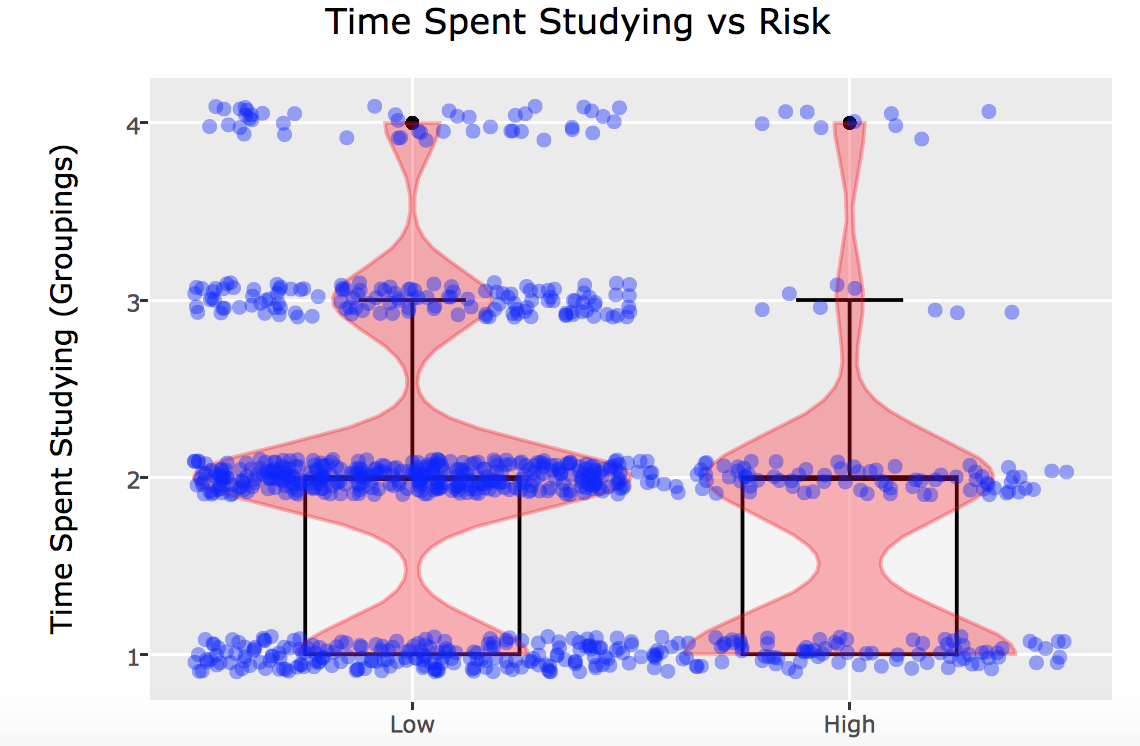 Time Spent Studying vs Risk
Time Spent Studying (Groupings)
4
3
2
1
Low
High